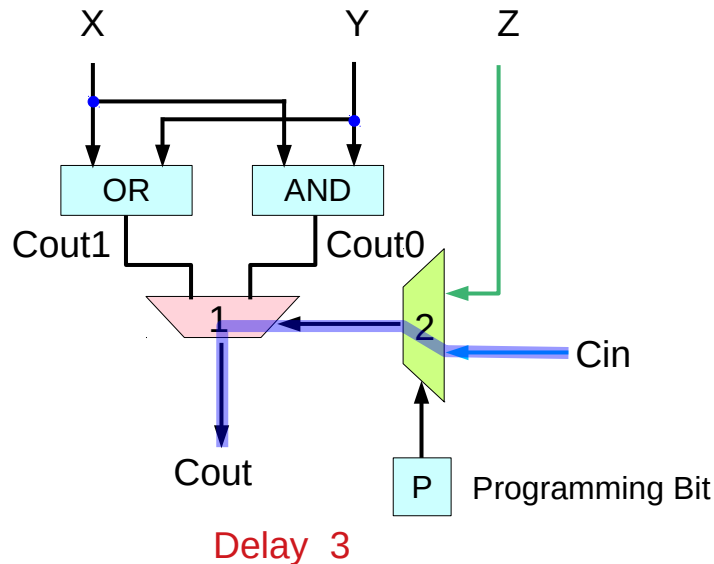 X Y Z
OR AND
Cout1 Cout0
1 2
Cin
Cout
P Programming Bit
Delay 3